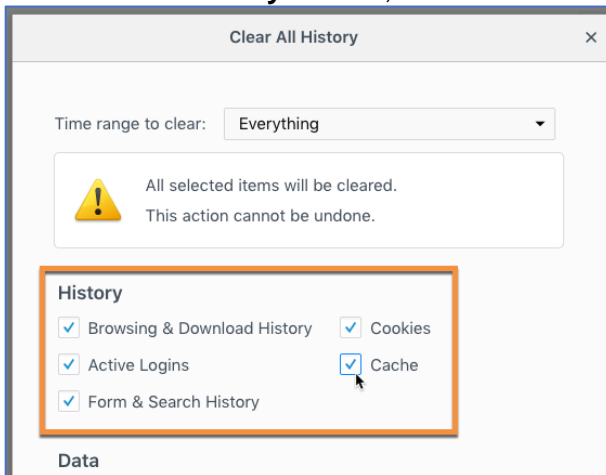 Clear All History
Time range to clear: Everything
All selected items will be cleared.
This action cannot be undone.
History
Browsing & Download History Cookies
Active Logins Cache
Form & Search History
Data